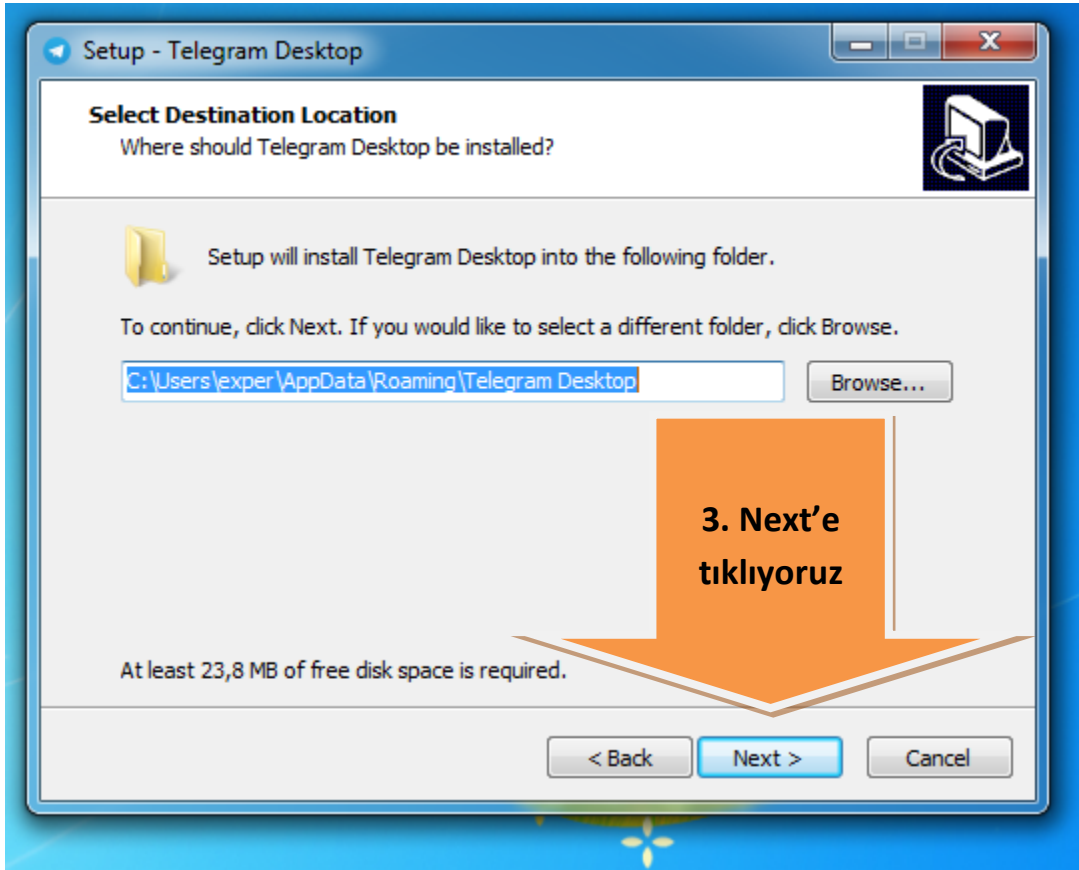 Setup - Telegram Desktop
Select Destination Location
Where should Telegram Desktop be installed?
Setup will install Telegram Desktop into the following folder.
To continue, click Next. If you would like to select a different folder, click Browse.
C:\Users\exper\AppData\Roaming\Telegram Desktop
Browse...
3. Next’e
tıklıyoruz
At least 23,8 MB of free disk space is required.
< Back
Next >
Cancel